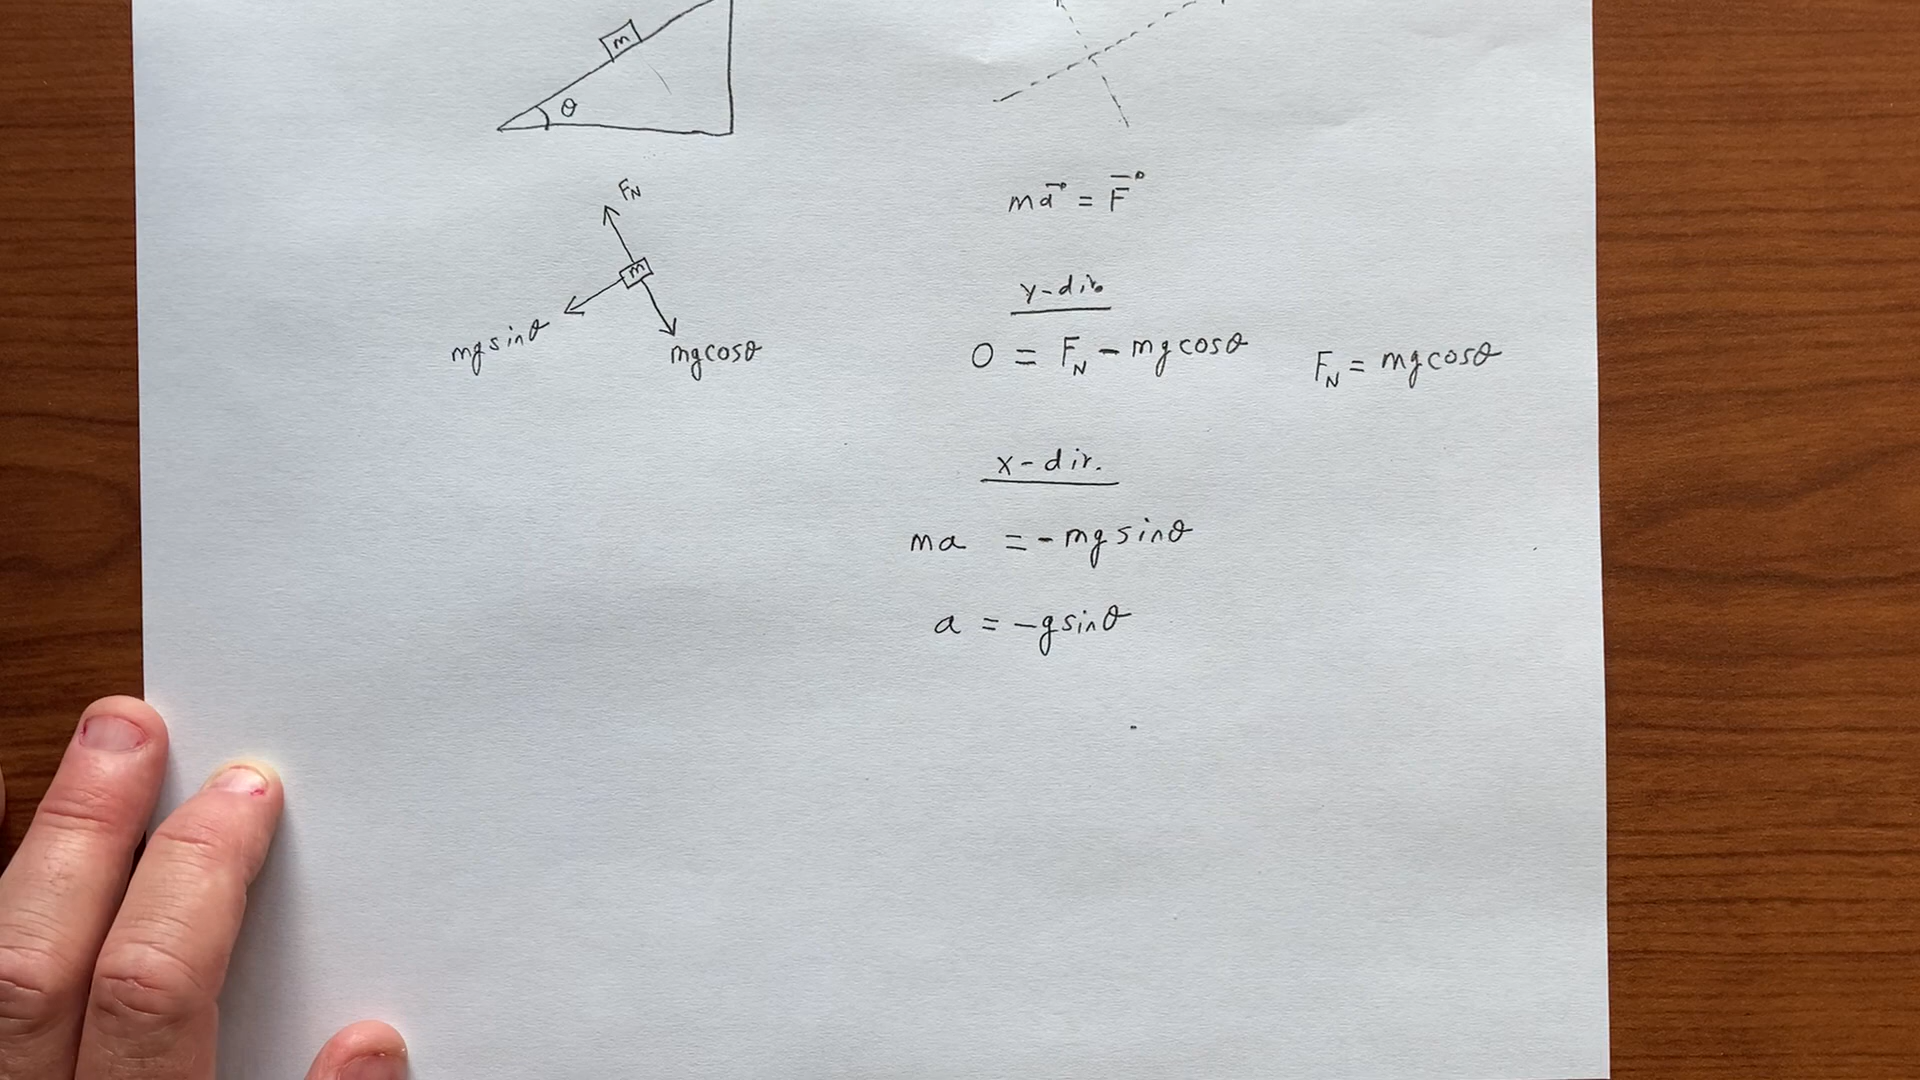 m
θ
F_N
m
mg sinθ
mg cosθ
ma⃗ = F⃗
y-dir.
0 = F_N - mg cosθ
F_N = mg cosθ
x-dir.
ma = - mg sinθ
a = - g sinθ